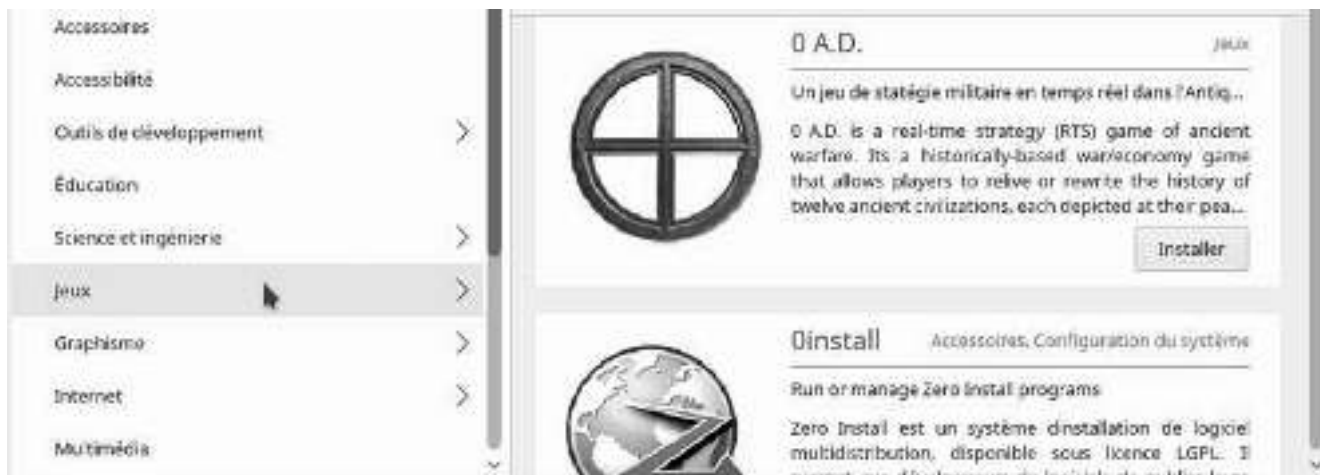 Accessoires
Accessibilité
Outils de développement
Éducation
Science et ingénierie
Jeux
Graphisme
Internet
Multimédia
0 A.D.
Jeux
Un jeu de statégie militaire en temps réel dans l'Antiq...
0 A.D. is a real-time strategy (RTS) game of ancient
warfare. Its a historically-based war/economy game
that allows players to relive or rewrite the history of
twelve ancient civilizations, each depicted at their pea...
Installer
0install
Accessoires, Configuration du système
Run or manage Zero Install programs
Zero Install est un système d'installation de logiciel
multidistribution, disponible sous licence LGPL. Il